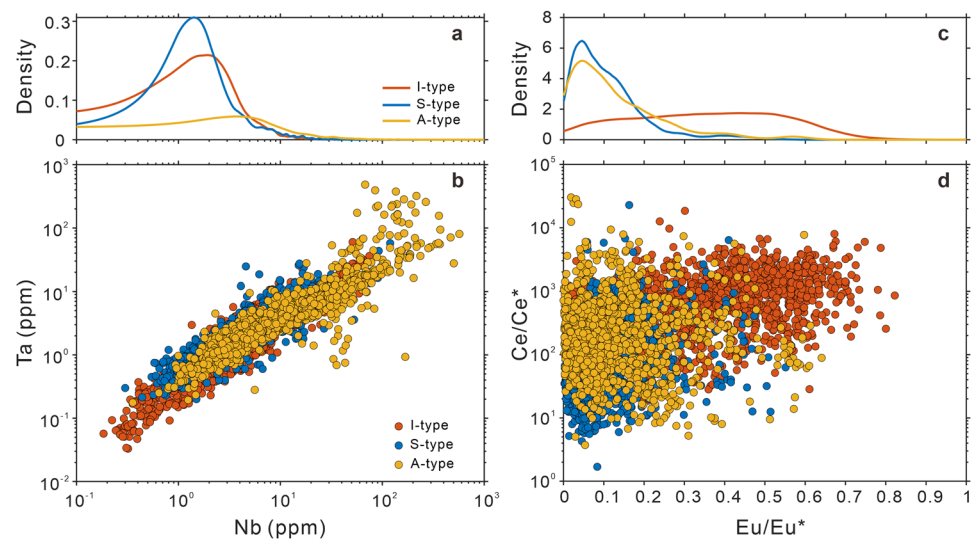 a
0.3
0.2
0.1
0
Density
I-type
S-type
A-type
c
8
6
4
2
0
Density
I-type
S-type
A-type
b
10³
10²
10¹
10⁰
10⁻¹
10⁻²
Ta (ppm)
I-type
S-type
A-type
10⁻¹ 10⁰ 10¹ 10² 10³
Nb (ppm)
d
10⁵
10⁴
10³
10²
10¹
10⁰
Ce/Ce*
0 0.1 0.2 0.3 0.4 0.5 0.6 0.7 0.8 0.9 1
Eu/Eu*